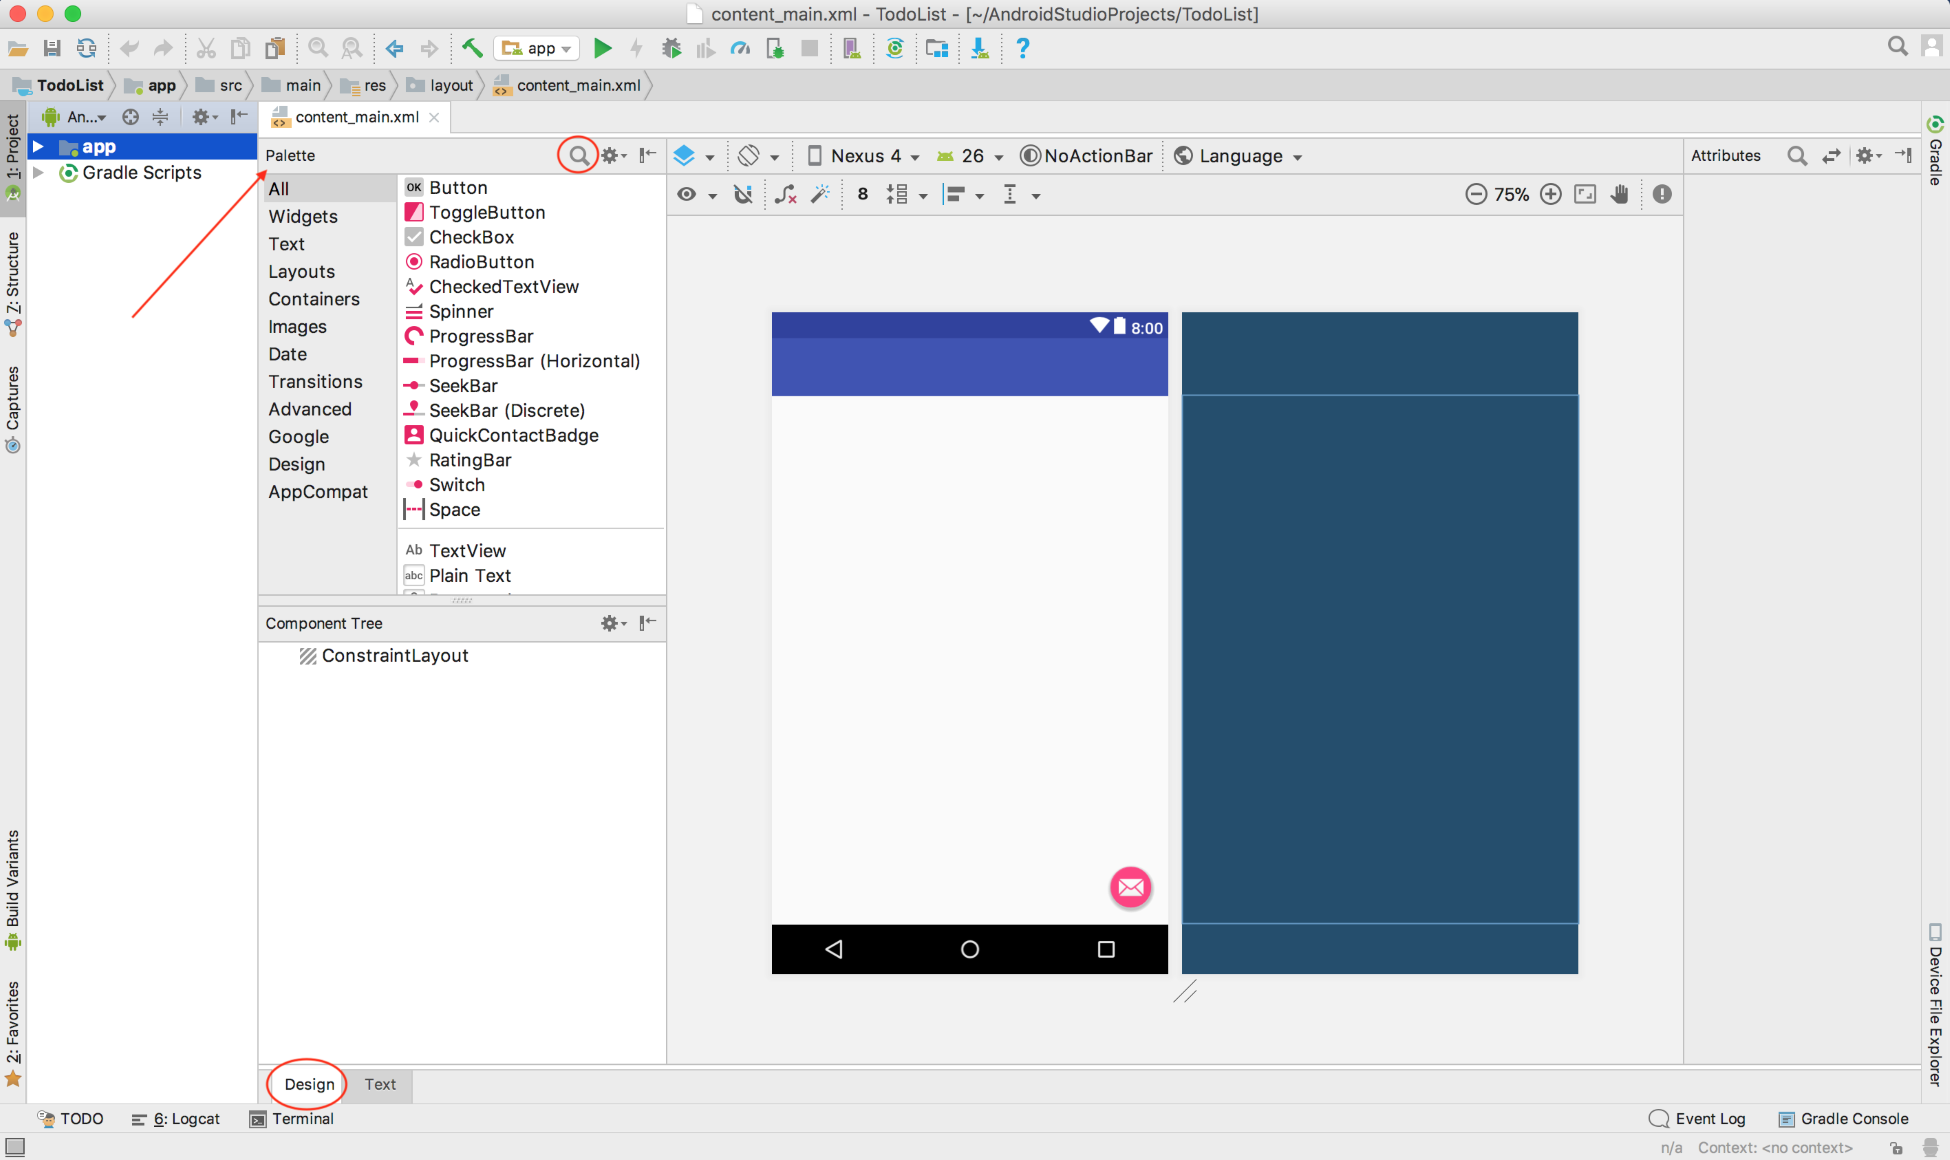 content_main.xml - TodoList - [~/AndroidStudioProjects/TodoList]
app
TodoList app src main res layout content_main.xml
1: Project
Z: Structure
Captures
Build Variants
2: Favorites
An...
content_main.xml
app
Gradle Scripts
Palette
All
Widgets
Text
Layouts
Containers
Images
Date
Transitions
Advanced
Google
Design
AppCompat
OK Button
ToggleButton
CheckBox
RadioButton
CheckedTextView
Spinner
ProgressBar
ProgressBar (Horizontal)
SeekBar
SeekBar (Discrete)
QuickContactBadge
RatingBar
Switch
Space
Ab TextView
abc Plain Text
Component Tree
ConstraintLayout
Nexus 4 26 NoActionBar Language
8 75%
8:00
Attributes
Gradle
Device File Explorer
Design Text
TODO 6: Logcat Terminal Event Log Gradle Console
n/a Context: <no context>